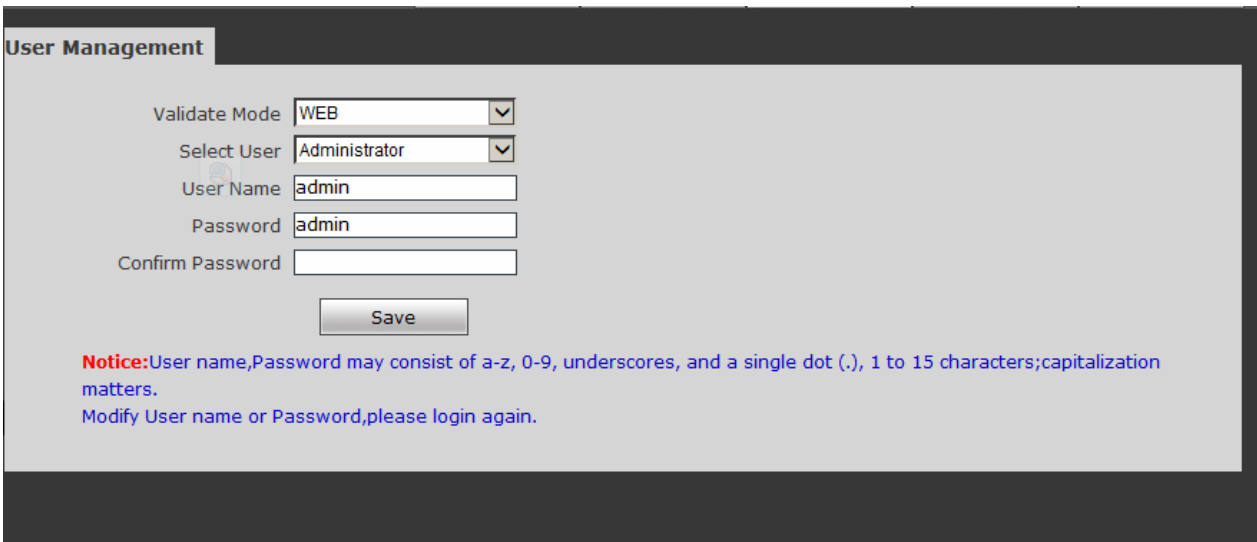 User Management
Validate Mode WEB
Select User Administrator
User Name admin
Password admin
Confirm Password
Save
Notice:User name,Password may consist of a-z, 0-9, underscores, and a single dot (.), 1 to 15 characters;capitalization
matters.
Modify User name or Password,please login again.